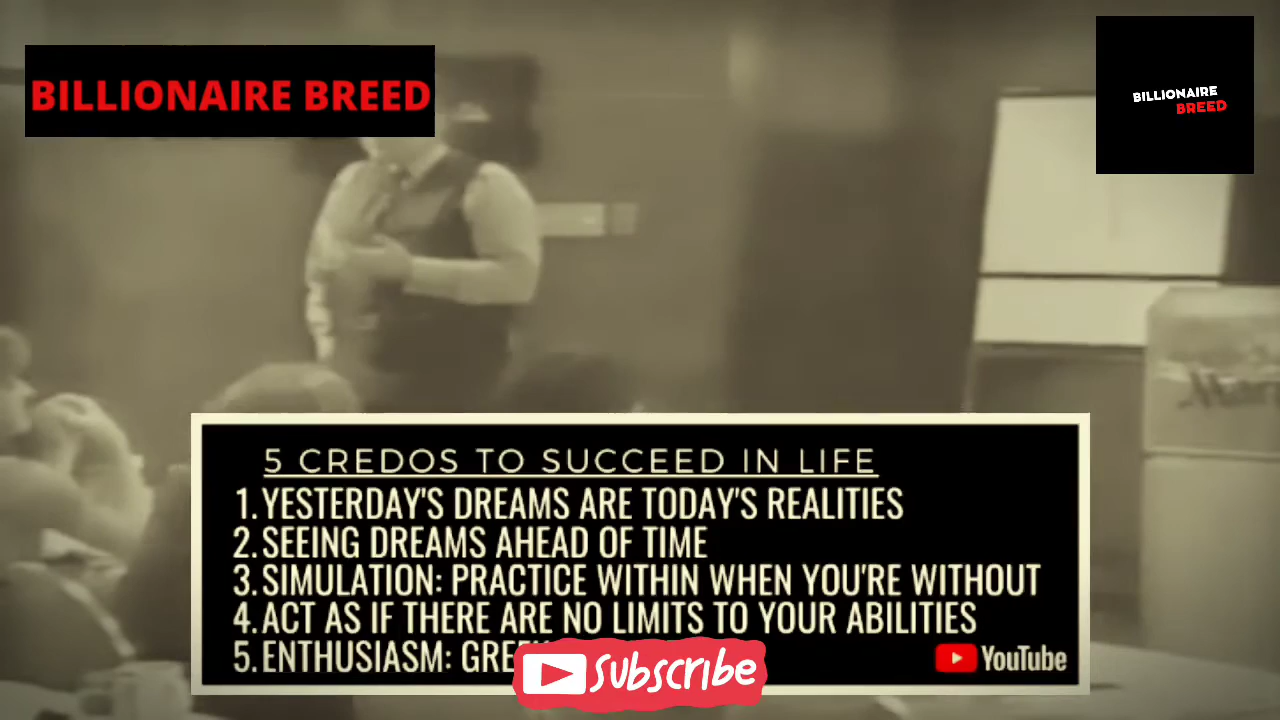 BILLIONAIRE BREED
BILLIONAIRE
BREED
5 CREDOS TO SUCCEED IN LIFE
1. YESTERDAY'S DREAMS ARE TODAY'S REALITIES
2. SEEING DREAMS AHEAD OF TIME
3. SIMULATION: PRACTICE WITHIN WHEN YOU'RE WITHOUT
4. ACT AS IF THERE ARE NO LIMITS TO YOUR ABILITIES
5. ENTHUSIASM:
Subscribe
YouTube